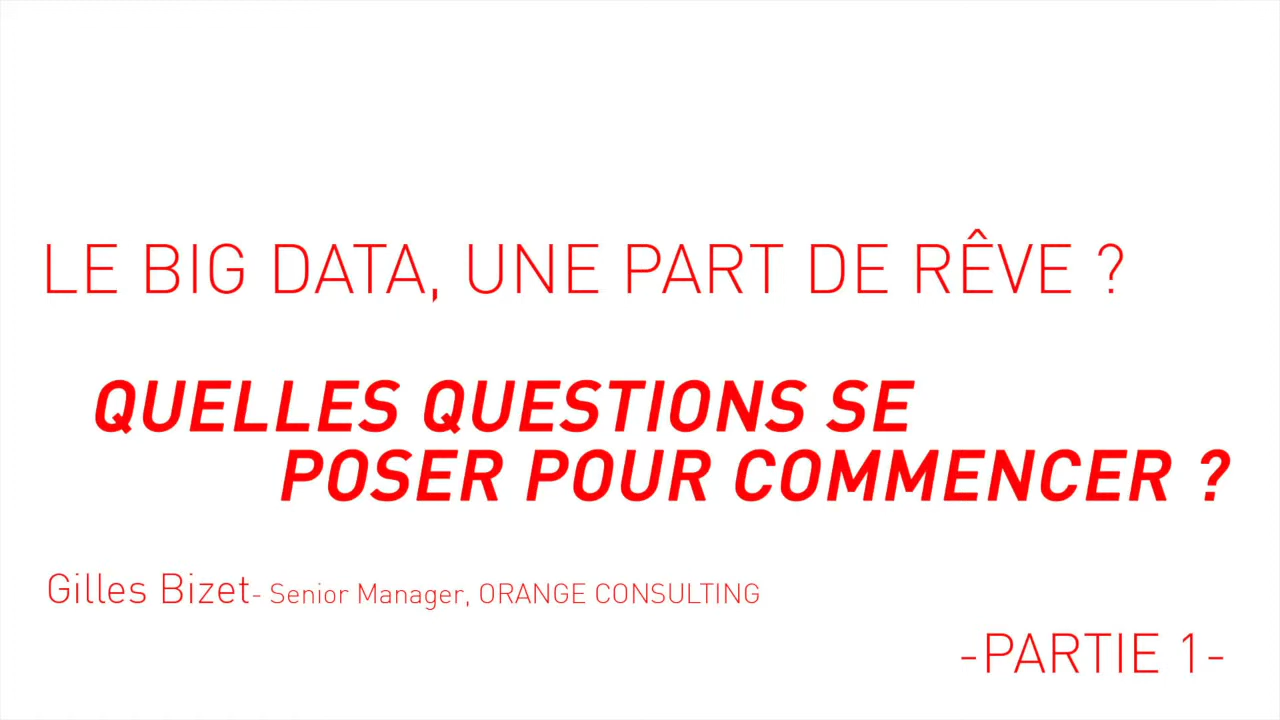 LE BIG DATA, UNE PART DE RÊVE ?
QUELLES QUESTIONS SE
POSER POUR COMMENCER ?
Gilles Bizet- Senior Manager, ORANGE CONSULTING
-PARTIE 1-